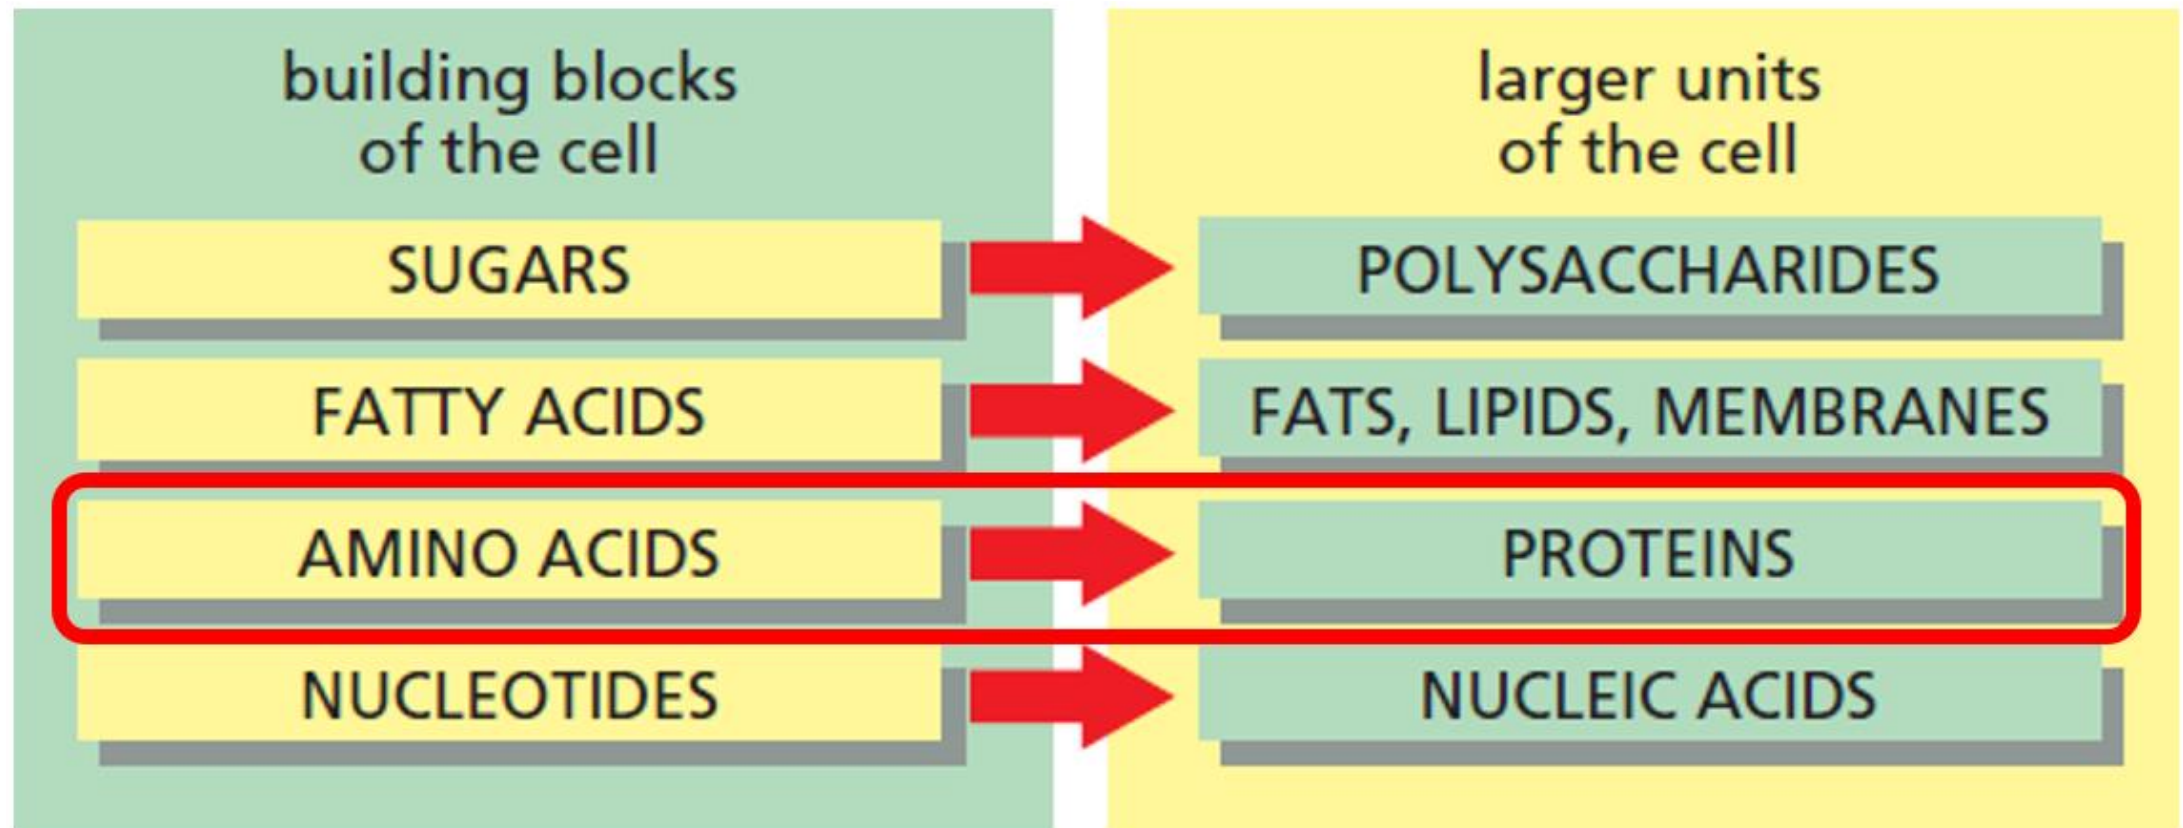 building blocks
of the cell
larger units
of the cell
SUGARS
POLYSACCHARIDES
FATTY ACIDS
FATS, LIPIDS, MEMBRANES
AMINO ACIDS
PROTEINS
NUCLEOTIDES
NUCLEIC ACIDS